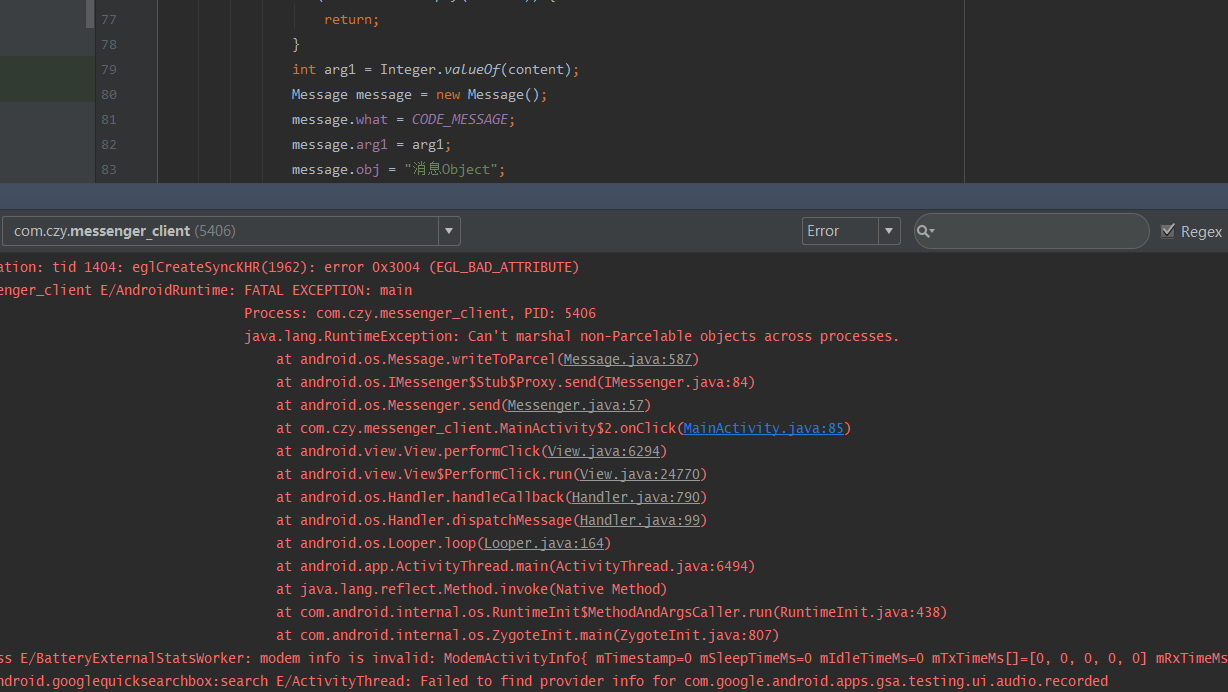 77 return;
78 }
79 int arg1 = Integer.valueOf(content);
80 Message message = new Message();
81 message.what = CODE_MESSAGE;
82 message.arg1 = arg1;
83 message.obj = "消息Object";
com.czy.messenger_client (5406) Error Regex
ation: tid 1404: eglCreateSyncKHR(1962): error 0x3004 (EGL_BAD_ATTRIBUTE)
enger_client E/AndroidRuntime: FATAL EXCEPTION: main
Process: com.czy.messenger_client, PID: 5406
java.lang.RuntimeException: Can't marshal non-Parcelable objects across processes.
at android.os.Message.writeToParcel(Message.java:587)
at android.os.IMessenger$Stub$Proxy.send(IMessenger.java:84)
at android.os.Messenger.send(Messenger.java:57)
at com.czy.messenger_client.MainActivity$2.onClick(MainActivity.java:85)
at android.view.View.performClick(View.java:6294)
at android.view.View$PerformClick.run(View.java:24770)
at android.os.Handler.handleCallback(Handler.java:790)
at android.os.Handler.dispatchMessage(Handler.java:99)
at android.os.Looper.loop(Looper.java:164)
at android.app.ActivityThread.main(ActivityThread.java:6494)
at java.lang.reflect.Method.invoke(Native Method)
at com.android.internal.os.RuntimeInit$MethodAndArgsCaller.run(RuntimeInit.java:438)
at com.android.internal.os.ZygoteInit.main(ZygoteInit.java:807)
ss E/BatteryExternalStatsWorker: modem info is invalid: ModemActivityInfo{ mTimestamp=0 mSleepTimeMs=0 mIdleTimeMs=0 mTxTimeMs[]=[0, 0, 0, 0, 0] mRxTimeMs
ndroid.googlequicksearchbox:search E/ActivityThread: Failed to find provider info for com.google.android.apps.gsa.testing.ui.audio.recorded